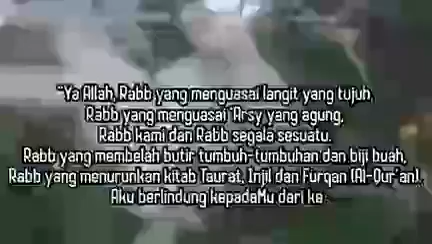 "Ya Allah, Rabb yang menguasai langit yang tujuh,
Rabb yang menguasai 'Arsy yang agung,
Rabb kami dan Rabb segala sesuatu.
Rabb yang membelah butir tumbuh-tumbuhan dan biji buah,
Rabb yang menurunkan kitab Taurat, Injil dan Furqan (Al-Qur'an).
Aku berlindung kepadaMu dari ke